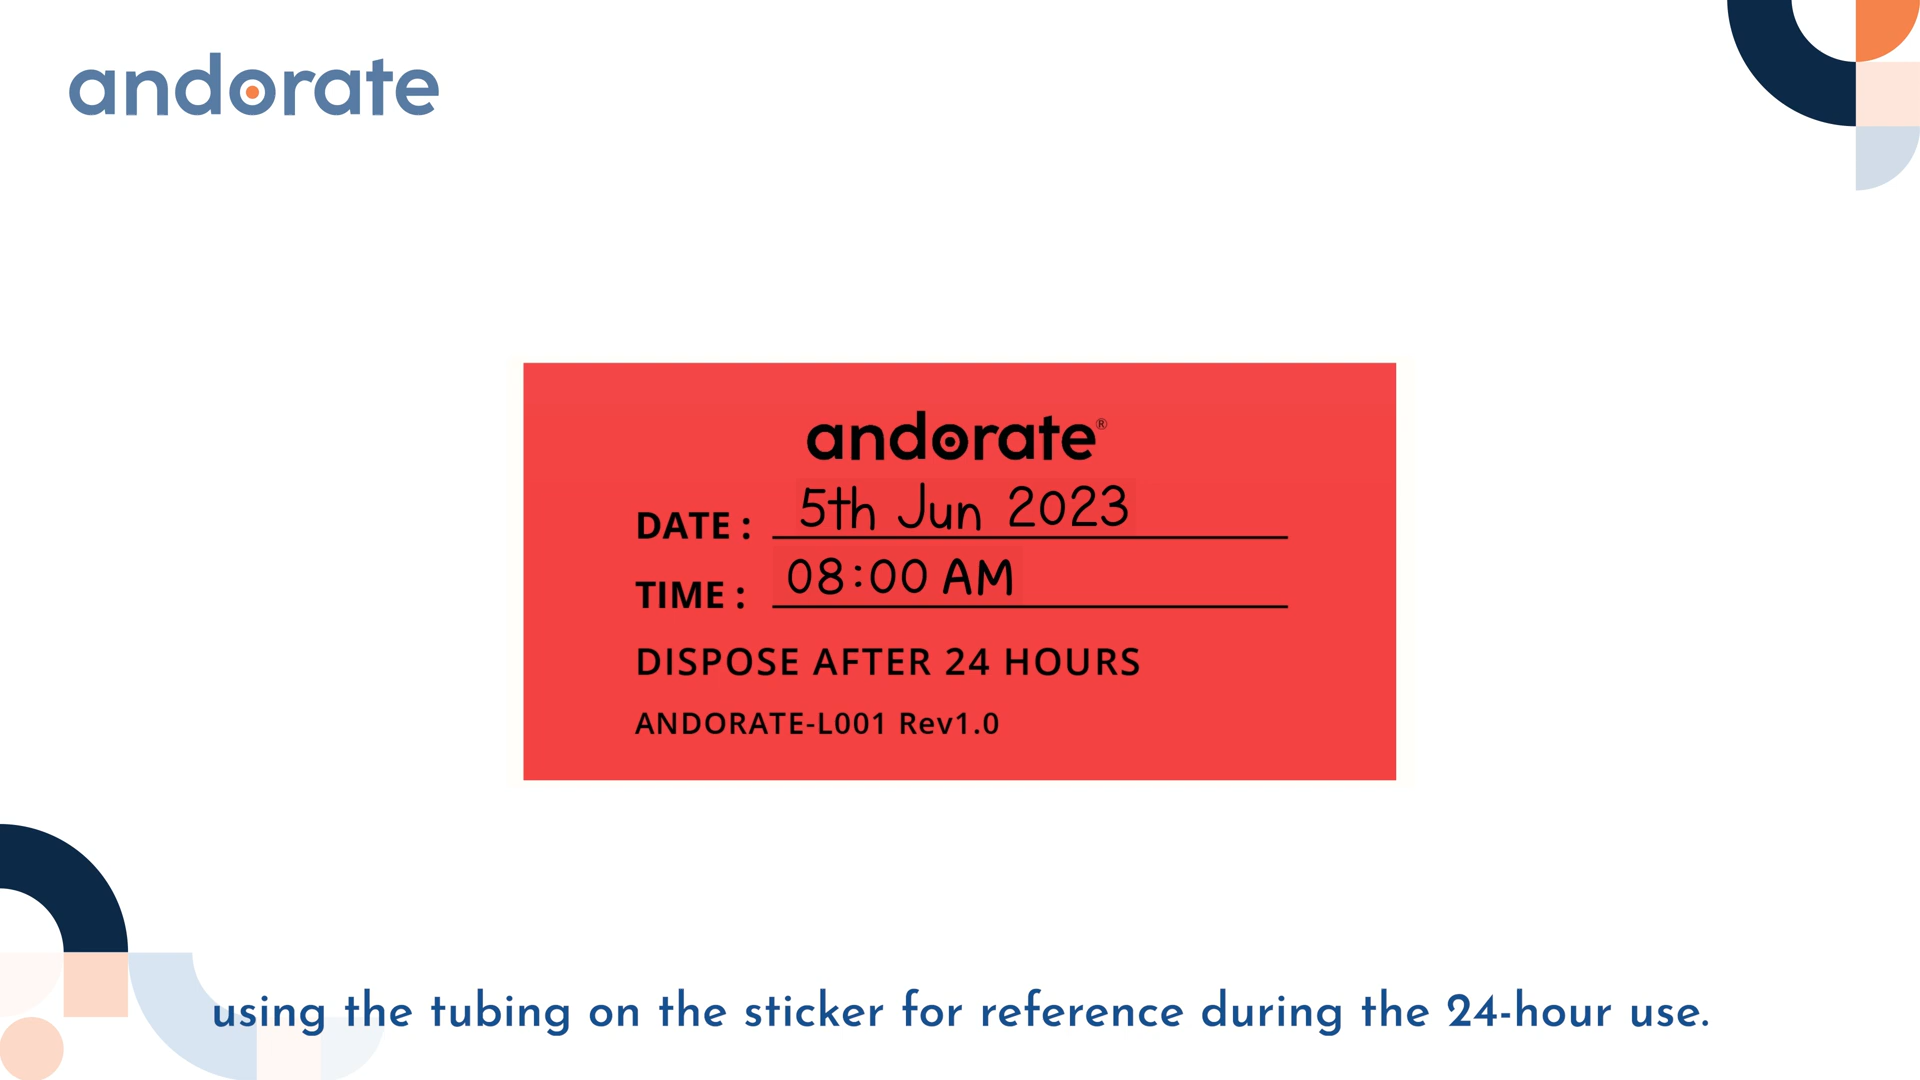 andorate
andorate®
DATE : 5th Jun 2023
TIME : 08:00 AM
DISPOSE AFTER 24 HOURS
ANDORATE-L001 Rev1.0
using the tubing on the sticker for reference during the 24-hour use.